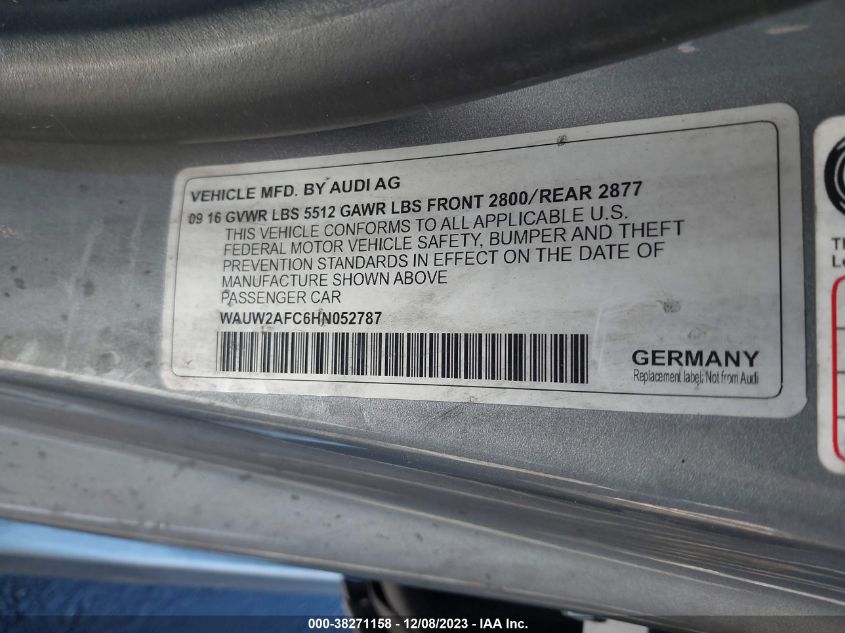 VEHICLE MFD. BY AUDI AG
09 16 GVWR LBS 5512 GAWR LBS FRONT 2800/REAR 2877
THIS VEHICLE CONFORMS TO ALL APPLICABLE U.S.
FEDERAL MOTOR VEHICLE SAFETY, BUMPER AND THEFT
PREVENTION STANDARDS IN EFFECT ON THE DATE OF
MANUFACTURE SHOWN ABOVE
PASSENGER CAR
WAUW2AFC6HN052787
GERMANY
Replacement label: Not from Audi
000-38271158 - 12/08/2023 - IAA Inc.